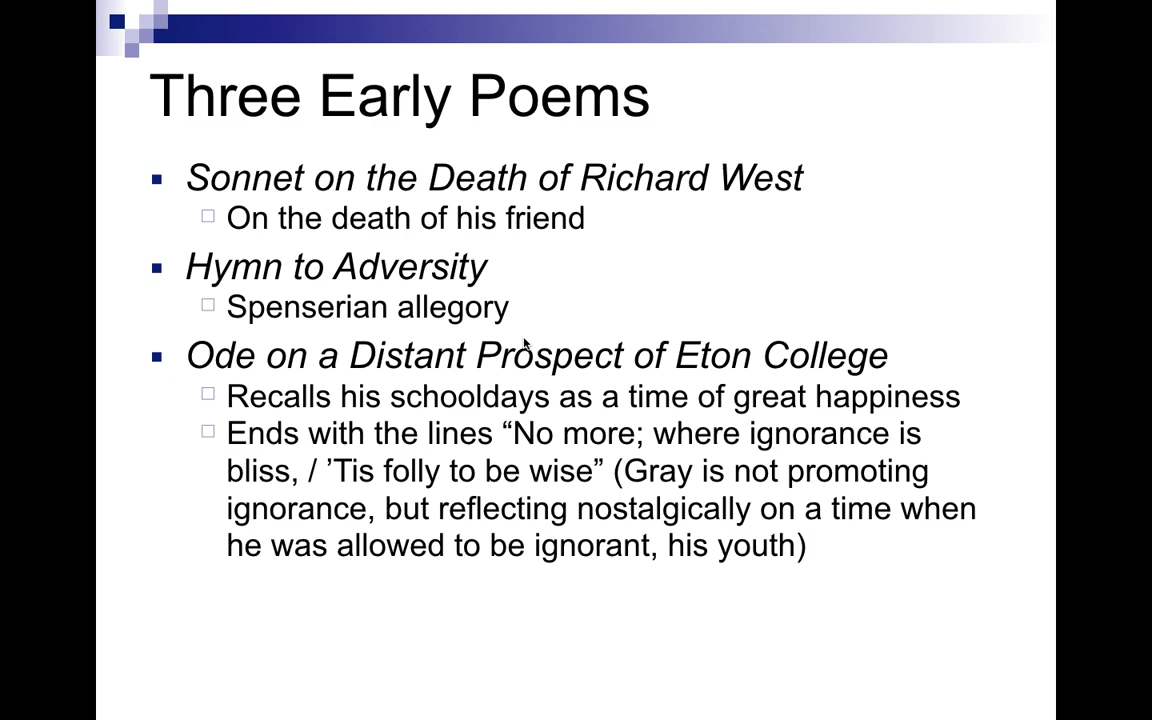 Three Early Poems
Sonnet on the Death of Richard West
On the death of his friend
Hymn to Adversity
Spenserian allegory
Ode on a Distant Prospect of Eton College
Recalls his schooldays as a time of great happiness
Ends with the lines “No more; where ignorance is
bliss, / ’Tis folly to be wise” (Gray is not promoting
ignorance, but reflecting nostalgically on a time when
he was allowed to be ignorant, his youth)